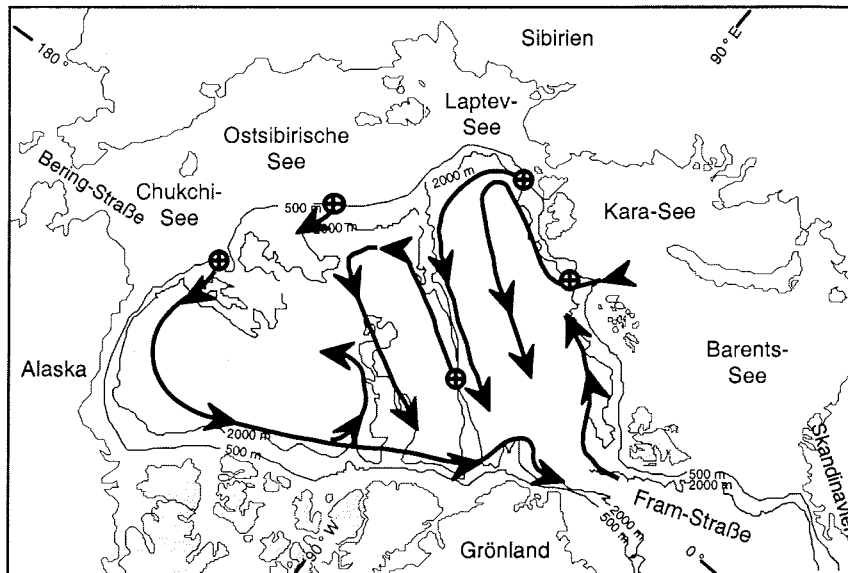 180°
Sibirien
90° E
Laptev-
See
Ostsibirische
See
2000 m
Bering-Straße
Chukchi-
See
500 m
2000 m
Kara-See
Alaska
Barents-
See
2000 m
500 m
Skandinavien
500 m
2000 m
90° W
2000 m
500 m
Fram-Straße
Grönland
0°